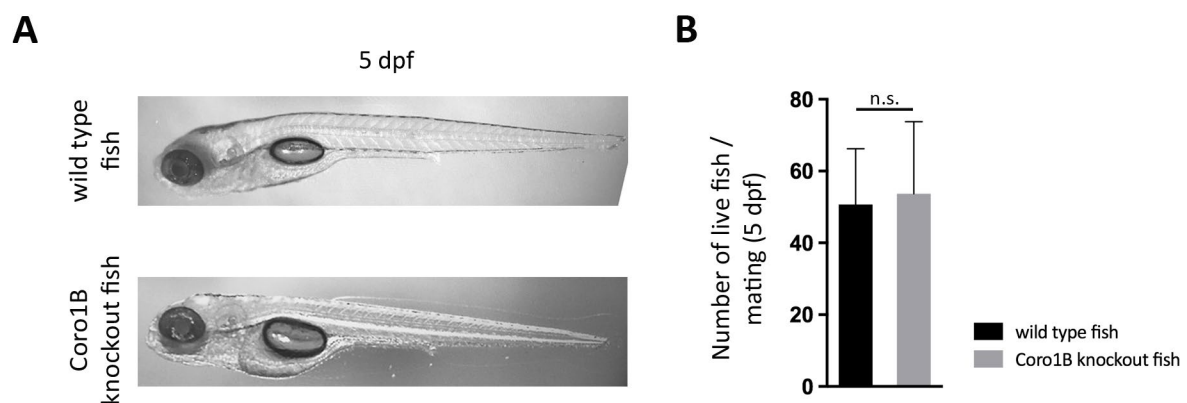 A
5 dpf
wild type
fish
Coro1B
knockout fish
B
Number of live fish /
mating (5 dpf)
80
60
40
20
0
n.s.
wild type fish
Coro1B knockout fish